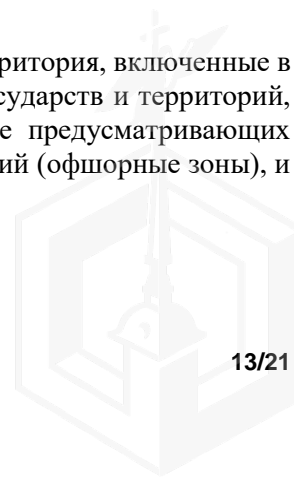 ритория, включенные в
сударств и территорий,
е предусматривающих
ий (офшорные зоны), и
13/21